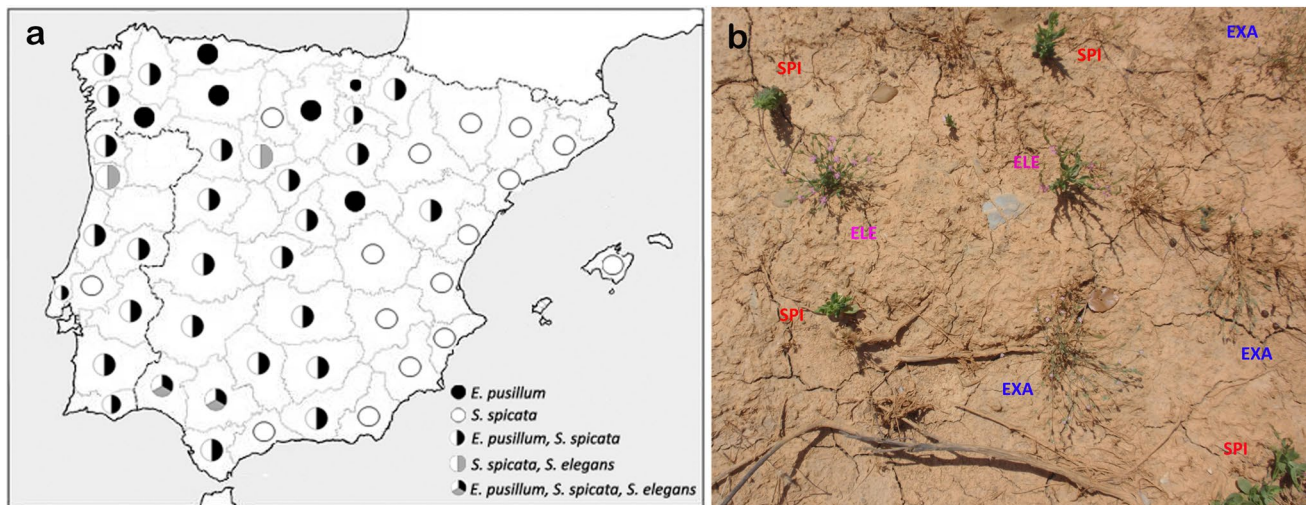 a
E. pusillum
S. spicata
E. pusillum, S. spicata
S. spicata, S. elegans
E. pusillum, S. spicata, S. elegans
b
EXA
SPI
SPI
ELE
ELE
SPI
EXA
EXA
SPI